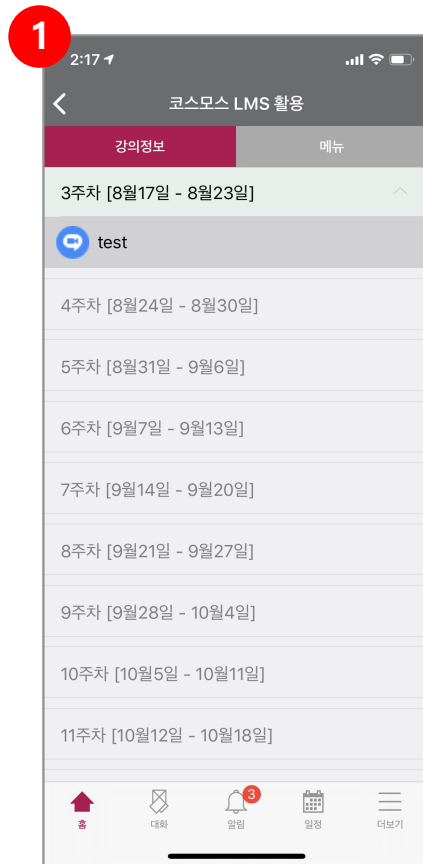 1
2:17
코스모스 LMS 활용
강의정보
메뉴
3주차 [8월17일 - 8월23일]
test
4주차 [8월24일 - 8월30일]
5주차 [8월31일 - 9월6일]
6주차 [9월7일 - 9월13일]
7주차 [9월14일 - 9월20일]
8주차 [9월21일 - 9월27일]
9주차 [9월28일 - 10월4일]
10주차 [10월5일 - 10월11일]
11주차 [10월12일 - 10월18일]
3
홈
대화
알림
일정
더보기